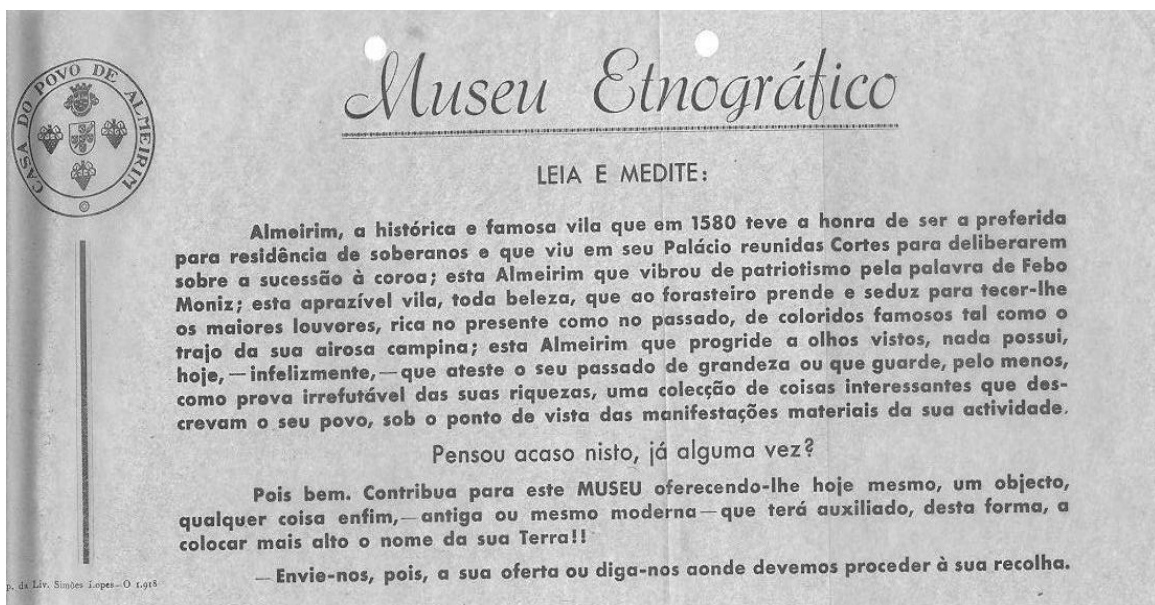 CASA DO POVO DE ALMEIRIM
Museu Etnográfico
LEIA E MEDITE:
Almeirim, a histórica e famosa vila que em 1580 teve a honra de ser a preferida
para residência de soberanos e que viu em seu Palácio reunidas Cortes para deliberarem
sobre a sucessão à coroa; esta Almeirim que vibrou de patriotismo pela palavra de Febo
Moniz; esta aprazível vila, toda beleza, que ao forasteiro prende e seduz para tecer-lhe
os maiores louvores, rica no presente como no passado, de coloridos famosos tal como o
trajo da sua airosa campina; esta Almeirim que progride a olhos vistos, nada possui,
hoje,—infelizmente,—que ateste o seu passado de grandeza ou que guarde, pelo menos,
como prova irrefutável das suas riquezas, uma colecção de coisas interessantes que des-
crevam o seu povo, sob o ponto de vista das manifestações materiais da sua actividade.
Pensou acaso nisto, já alguma vez?
Pois bem. Contribua para este MUSEU oferecendo-lhe hoje mesmo, um objecto,
qualquer coisa enfim,—antiga ou mesmo moderna—que terá auxiliado, desta forma, a
colocar mais alto o nome da sua Terra!!
—Envie-nos, pois, a sua oferta ou diga-nos aonde devemos proceder à sua recolha.
p. da Liv. Simões Lopes—O 1.918